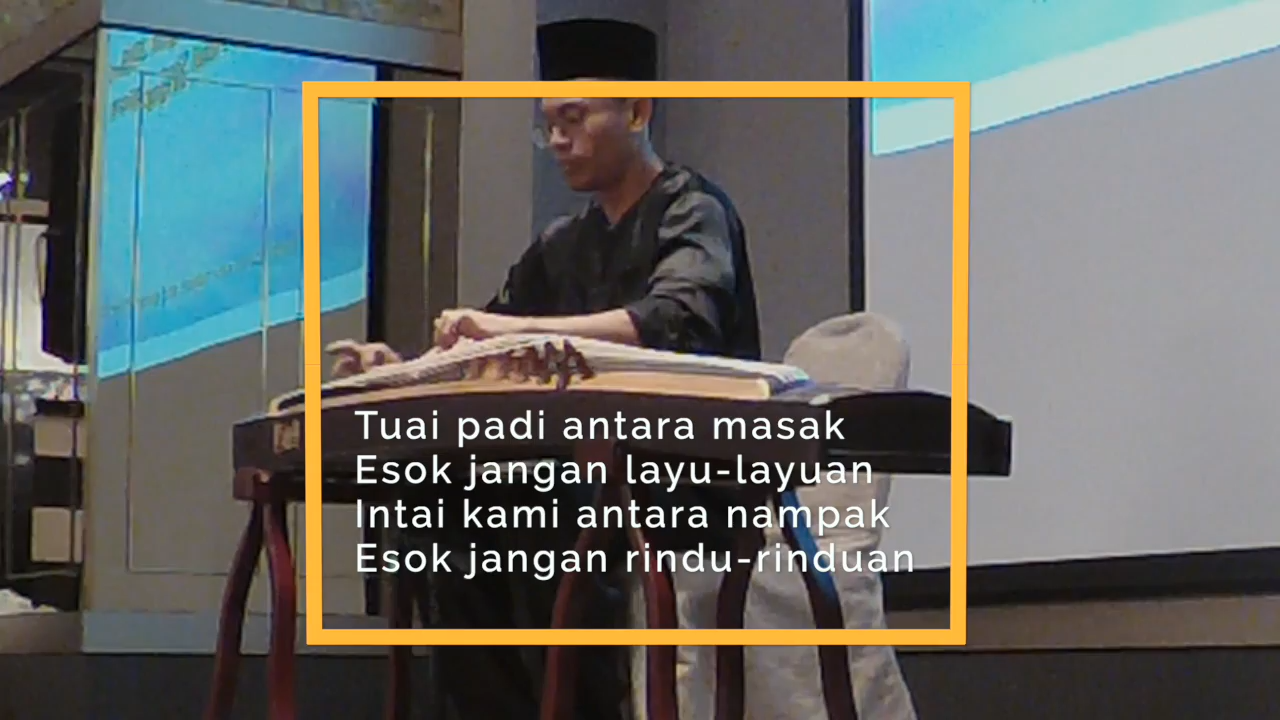 Tuai padi antara masak
Esok jangan layu-layuan
Intai kami antara nampak
Esok jangan rindu-rinduan